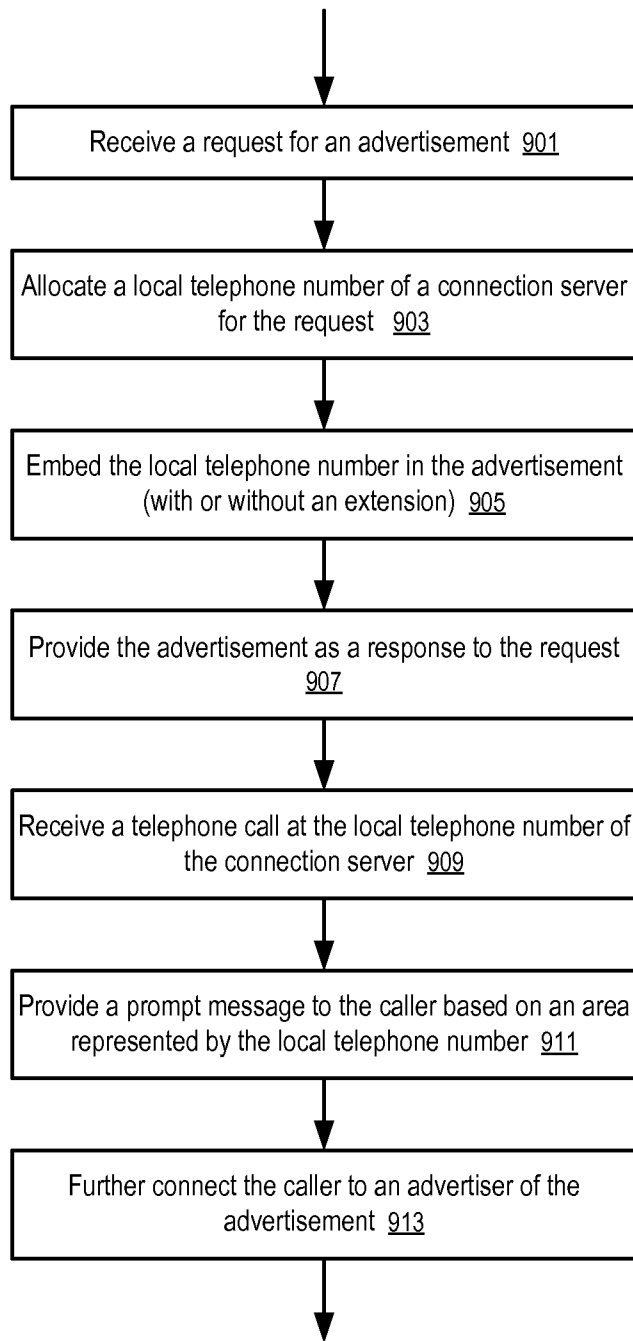 Receive a request for an advertisement 901
Allocate a local telephone number of a connection server
for the request 903
Embed the local telephone number in the advertisement
(with or without an extension) 905
Provide the advertisement as a response to the request
907
Receive a telephone call at the local telephone number of
the connection server 909
Provide a prompt message to the caller based on an area
represented by the local telephone number 911
Further connect the caller to an advertiser of the
advertisement 913